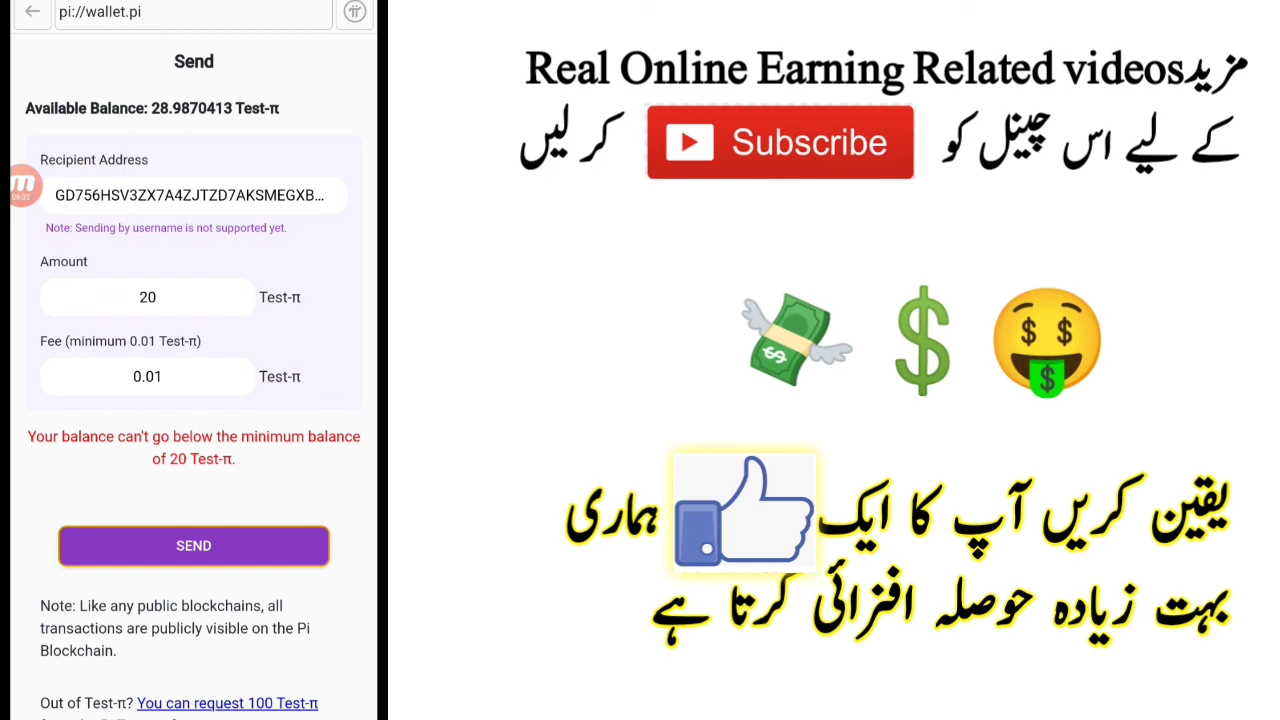 pi://wallet.pi
Send
Available Balance: 28.9870413 Test-π
Recipient Address
GD756HSV3ZX7A4ZJTZD7AKSMEGXB...
06:32
Note: Sending by username is not supported yet.
Amount
20 Test-π
Fee (minimum 0.01 Test-π)
0.01 Test-π
Your balance can't go below the minimum balance
of 20 Test-π.
SEND
Note: Like any public blockchains, all
transactions are publicly visible on the Pi
Blockchain.
Out of Test-π? You can request 100 Test-π
مزید Real Online Earning Related videos
کے لیے اس چینل کو Subscribe کر لیں
یقین کریں آپ کا ایک ہماری
بہت زیادہ حوصلہ افزائی کرتا ہے